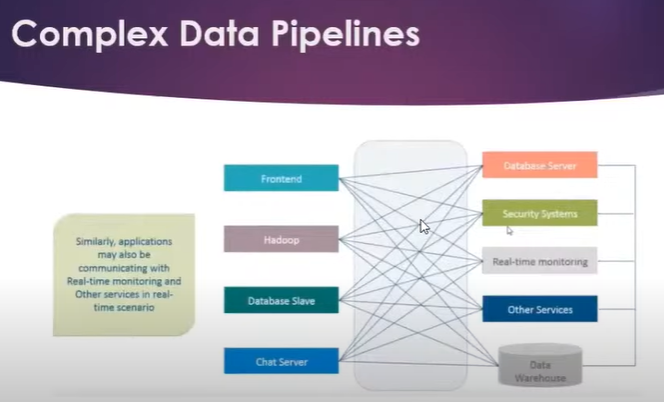 Complex Data Pipelines
Similarly, applications
may also be
communicating with
Real-time monitoring and
Other services in real-
time scenario
Frontend
Hadoop
Database Slave
Chat Server
Database Server
Security Systems
Real-time monitoring
Other Services
Data
Warehouse